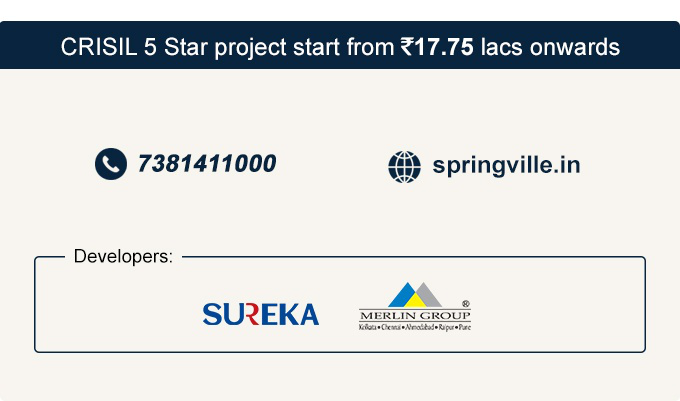 CRISIL 5 Star project start from ₹17.75 lacs onwards
7381411000
springville.in
Developers:
SUREKA
®
MERLIN GROUP
Kolkata • Chennai • Ahmedabad • Raipur • Pune